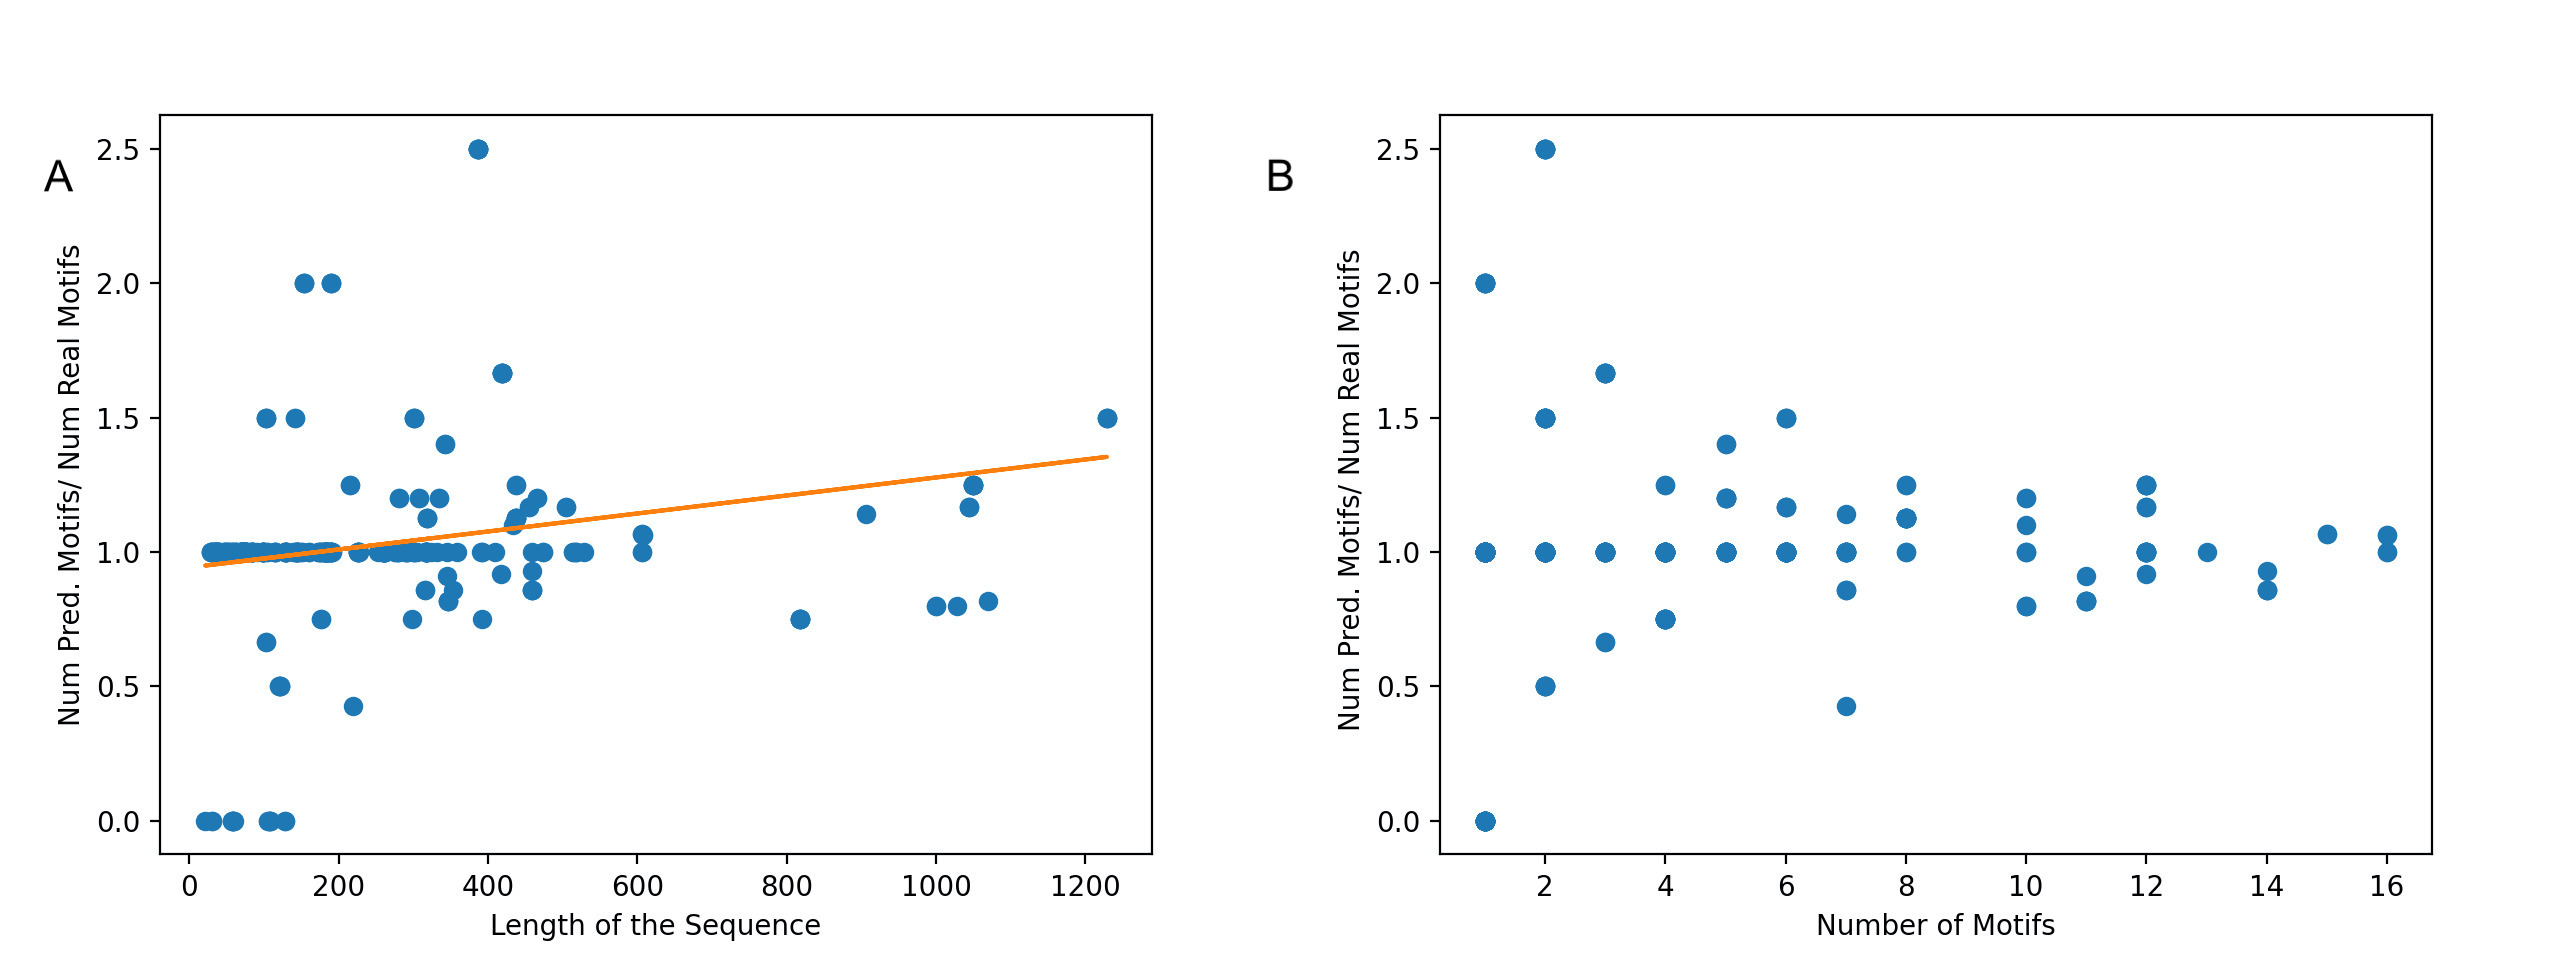 A
Num Pred. Motifs/ Num Real Motifs
2.5
2.0
1.5
1.0
0.5
0.0
0 200 400 600 800 1000 1200
Length of the Sequence
B
Num Pred. Motifs/ Num Real Motifs
2.5
2.0
1.5
1.0
0.5
0.0
2 4 6 8 10 12 14 16
Number of Motifs